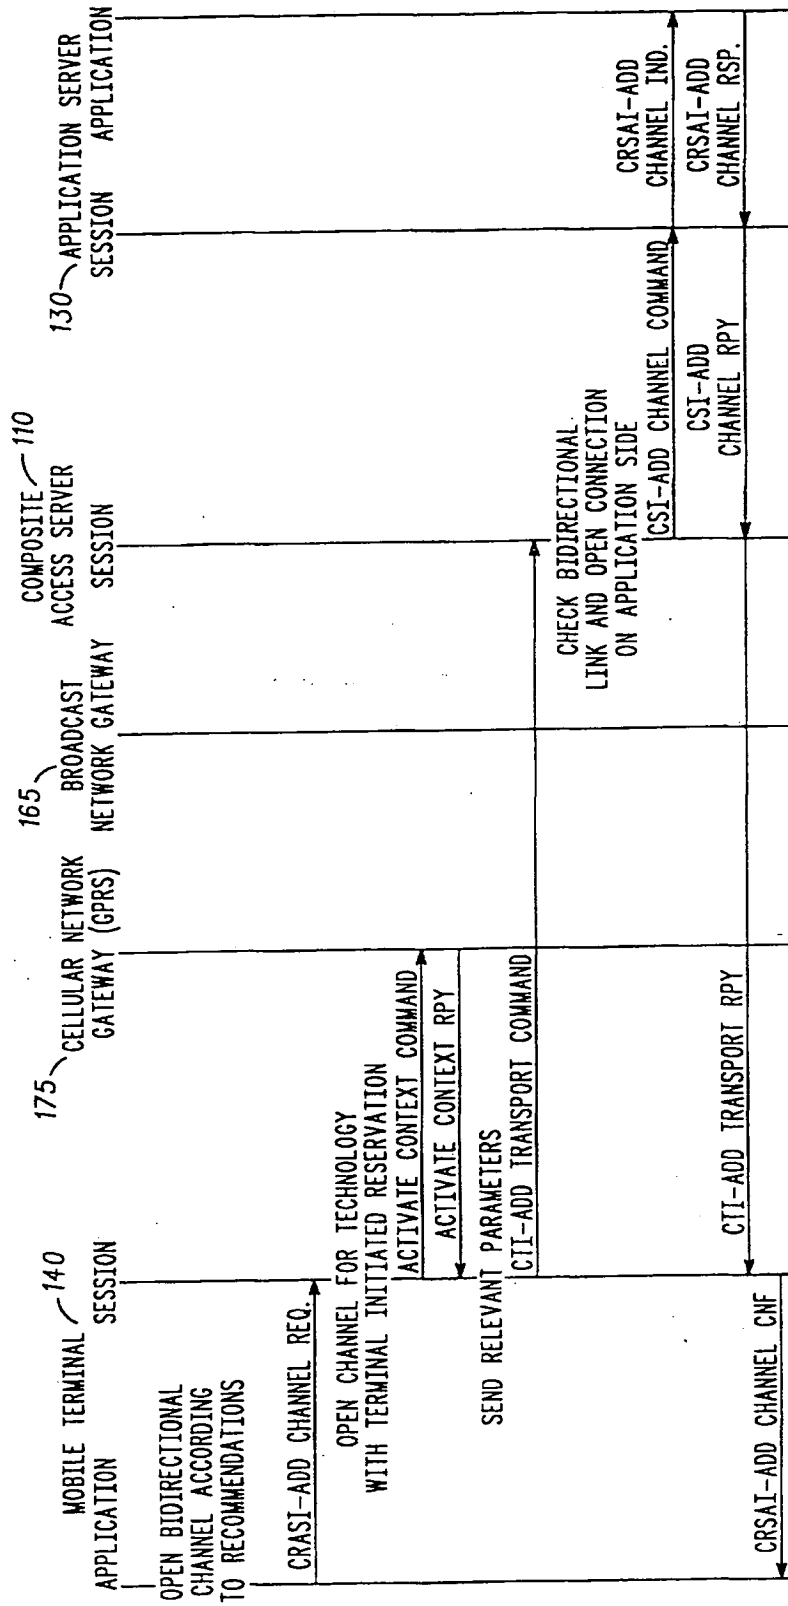 MOBILE TERMINAL 140
APPLICATION SESSION
175 CELLULAR NETWORK
GATEWAY (GPRS)
165
BROADCAST
NETWORK GATEWAY
COMPOSITE 110
ACCESS SERVER
SESSION
130 APPLICATION SERVER
SESSION APPLICATION
OPEN BIDIRECTIONAL
CHANNEL ACCORDING
TO RECOMMENDATIONS
CRASI-ADD CHANNEL REQ.
OPEN CHANNEL FOR TECHNOLOGY
WITH TERMINAL INITIATED RESERVATION
ACTIVATE CONTEXT COMMAND
ACTIVATE CONTEXT RPY
SEND RELEVANT PARAMETERS
CTI-ADD TRANSPORT COMMAND
CHECK BIDIRECTIONAL
LINK AND OPEN CONNECTION
ON APPLICATION SIDE
CSI-ADD CHANNEL COMMAND
CRSAI-ADD
CHANNEL IND.
CRSAI-ADD
CHANNEL RSP.
CSI-ADD
CHANNEL RPY
CTI-ADD TRANSPORT RPY
CRSAI-ADD CHANNEL CNF